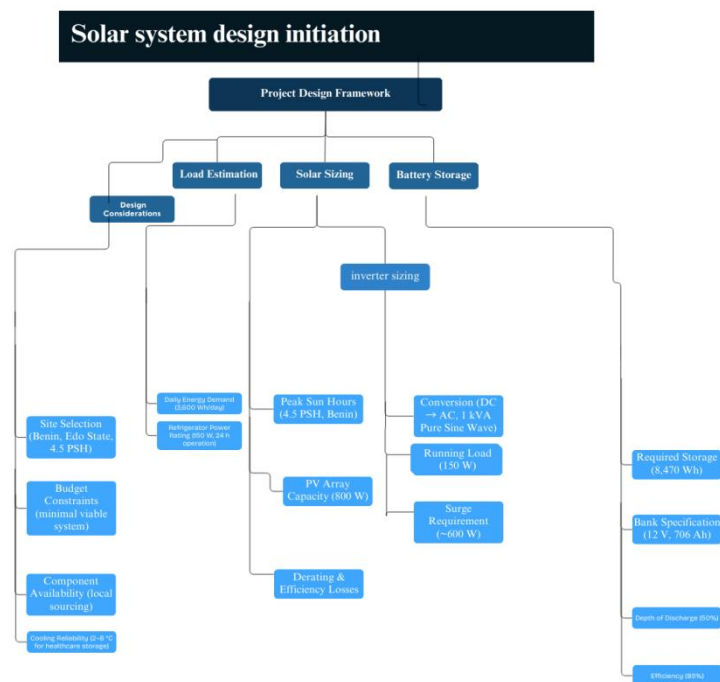 Solar system design initiation
Project Design Framework
Load Estimation
Solar Sizing
Battery Storage
Design
Considerations
inverter sizing
Daily Energy Demand
(3,600 Wh/day)
Refrigerator Power
Rating (150 W, 24 h
operation)
Peak Sun Hours
(4.5 PSH, Benin)
Conversion (DC
→ AC, 1 kVA
Pure Sine Wave)
Site Selection
(Benin, Edo State,
4.5 PSH)
Running Load
(150 W)
Required Storage
(8,470 Wh)
Budget
Constraints
(minimal viable
system)
PV Array
Capacity (800 W)
Surge
Requirement
(~600 W)
Bank Specification
(12 V, 706 Ah)
Component
Availability (local
sourcing)
Derating &
Efficiency Losses
Depth of Discharge (50%)
Cooling Reliability (2–8 °C
for healthcare storage)
Efficiency (85%)